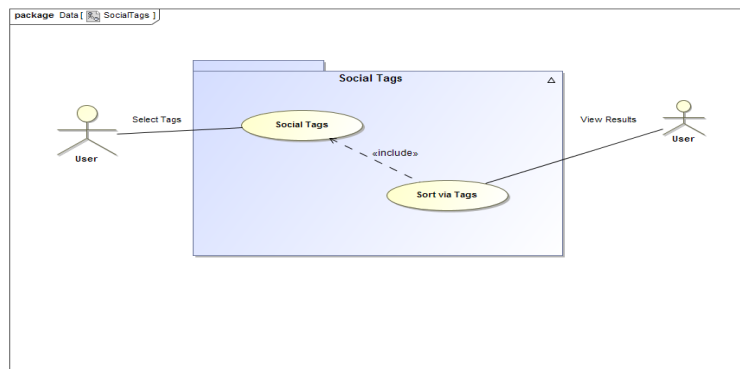 package Data [ SocialTags ]
Social Tags
Select Tags
Social Tags
View Results
User
User
«include»
Sort via Tags